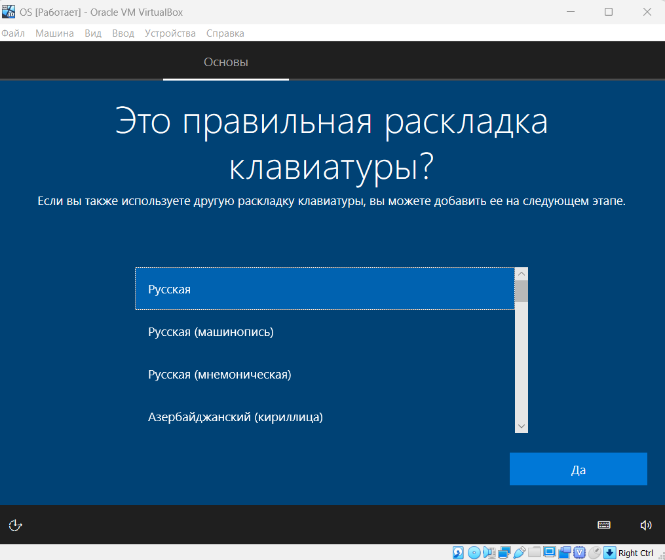 OS [Работает] - Oracle VM VirtualBox
Файл Машина Вид Ввод Устройства Справка
Основы
Это правильная раскладка
клавиатуры?
Если вы также используете другую раскладку клавиатуры, вы можете добавить ее на следующем этапе.
Русская
Русская (машинопись)
Русская (мнемоническая)
Азербайджанский (кириллица)
Да
Right Ctrl